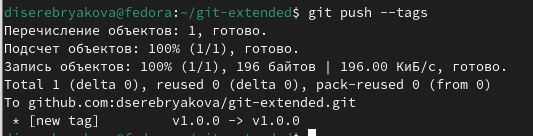 diserebryakova@fedora:~/git-extended$ git push --tags
Перечисление объектов: 1, готово.
Подсчет объектов: 100% (1/1), готово.
Запись объектов: 100% (1/1), 196 байтов | 196.00 КиБ/с, готово.
Total 1 (delta 0), reused 0 (delta 0), pack-reused 0 (from 0)
To github.com:dserebryakova/git-extended.git
 * [new tag]         v1.0.0 -> v1.0.0